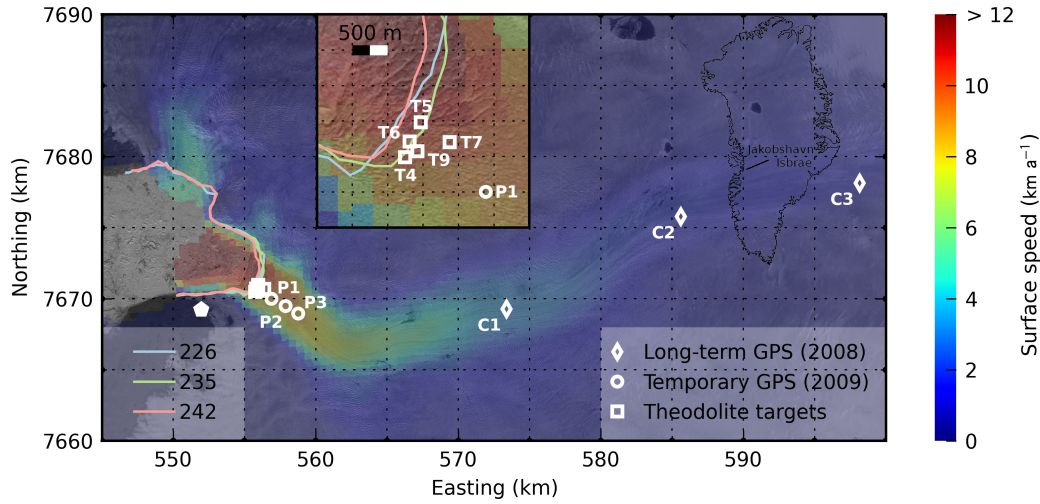 7690
7680
7670
7660
Northing (km)
550
560
570
580
590
Easting (km)
500 m
T5
T6
T7
T9
T4
P1
Jakobshavn
Isbrae
C3
C2
C1
P1
P3
P2
226
235
242
Long-term GPS (2008)
Temporary GPS (2009)
Theodolite targets
> 12
10
8
6
4
2
0
Surface speed (km a⁻¹)